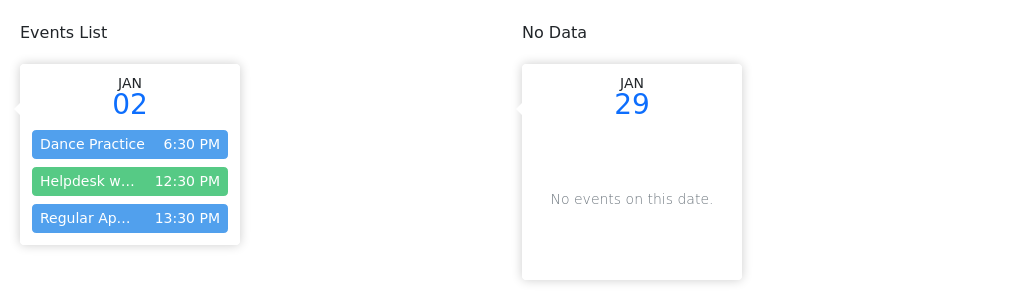 Events List
JAN
02
Dance Practice 6:30 PM
Helpdesk w... 12:30 PM
Regular Ap... 13:30 PM
No Data
JAN
29
No events on this date.